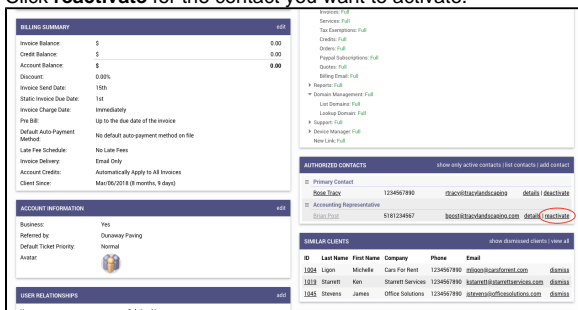 Click reactivate for the contact you want to activate.
BILLING SUMMARY edit
Invoice Balance: $ 0.00
Credit Balance: $ 0.00
Account Balance: $ 0.00
Discount: 0.00%
Invoice Send Date: 15th
Static Invoice Due Date: 1st
Invoice Charge Date: Immediately
Pre Bill: Up to the due date of the invoice
Default Auto-Payment Method: No default auto-payment method on file
Late Fee Schedule: No Late Fees
Invoice Delivery: Email Only
Account Credits: Automatically Apply to All Invoices
Client Since: Mar/06/2018 (8 months, 9 days)
ACCOUNT INFORMATION edit
Business: Yes
Referred by: Dunaway Paving
Default Ticket Priority: Normal
Avatar:
USER RELATIONSHIPS add
Invoices: Full
Services: Full
Tax Exemptions: Full
Credits: Full
Orders: Full
Paypal Subscriptions: Full
Quotes: Full
Billing Email: Full
Reports: Full
Domain Management: Full
List Domains: Full
Lookup Domain: Full
Support: Full
Device Manager: Full
New Link: Full
AUTHORIZED CONTACTS show only active contacts | list contacts | add contact
Primary Contact
Rose Tracy 1234567890 rtracy@tracylandscaping details | deactivate
Accounting Representative
Brian Post 5181234567 bpost@tracylandscaping.com details | reactivate
SIMILAR CLIENTS show dismissed clients | view all
ID Last Name First Name Company Phone Email
1004 Ligon Michelle Cars For Rent 1234567890 mligon@carsforrent.com dismiss
1019 Starrett Ken Starrett Services 1234567890 kstarrett@starrettservices.com dismiss
1045 Stevens James Office Solutions 1234567890 jstevens@officesolutions.com dismiss